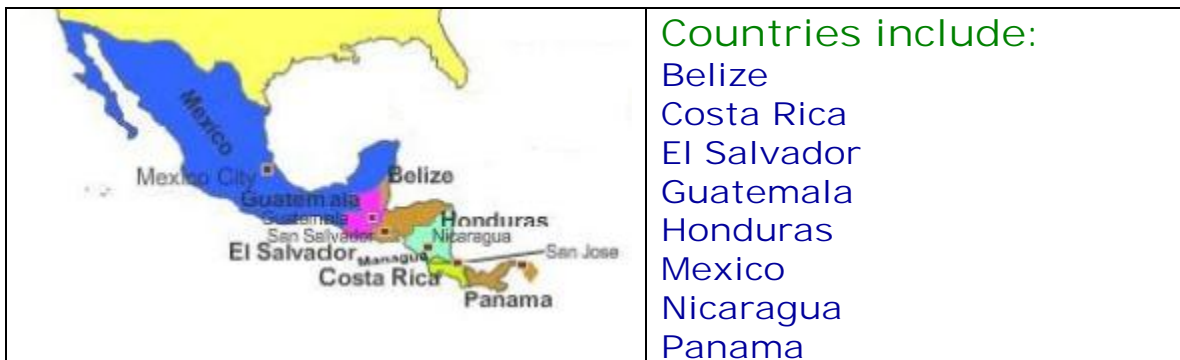 Mexico
Mexico City
Belize
Guatemala
Guatemala
Honduras
San Salvador
Nicaragua
El Salvador
Managua
San Jose
Costa Rica
Panama
Countries include:
Belize
Costa Rica
El Salvador
Guatemala
Honduras
Mexico
Nicaragua
Panama